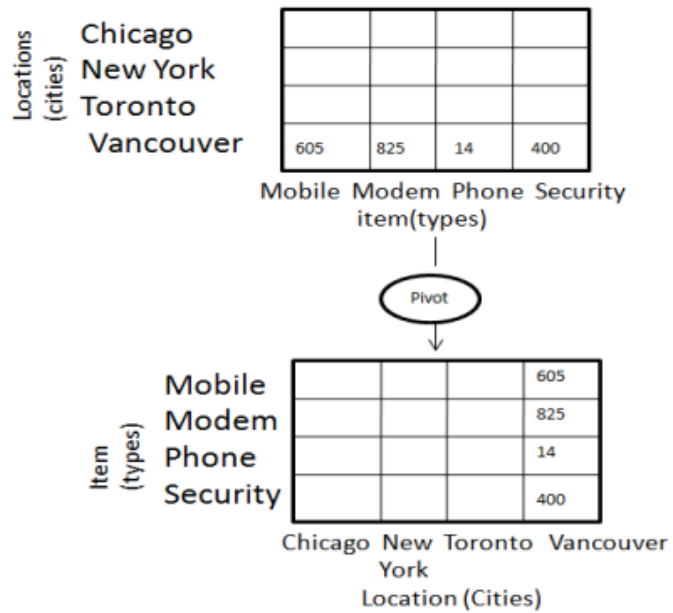 Locations
(cities)
Chicago
New York
Toronto
Vancouver
605 825 14 400
Mobile Modem Phone Security
item(types)
Pivot
Item
(types)
Mobile 605
Modem 825
Phone 14
Security 400
Chicago New Toronto Vancouver
York
Location (Cities)